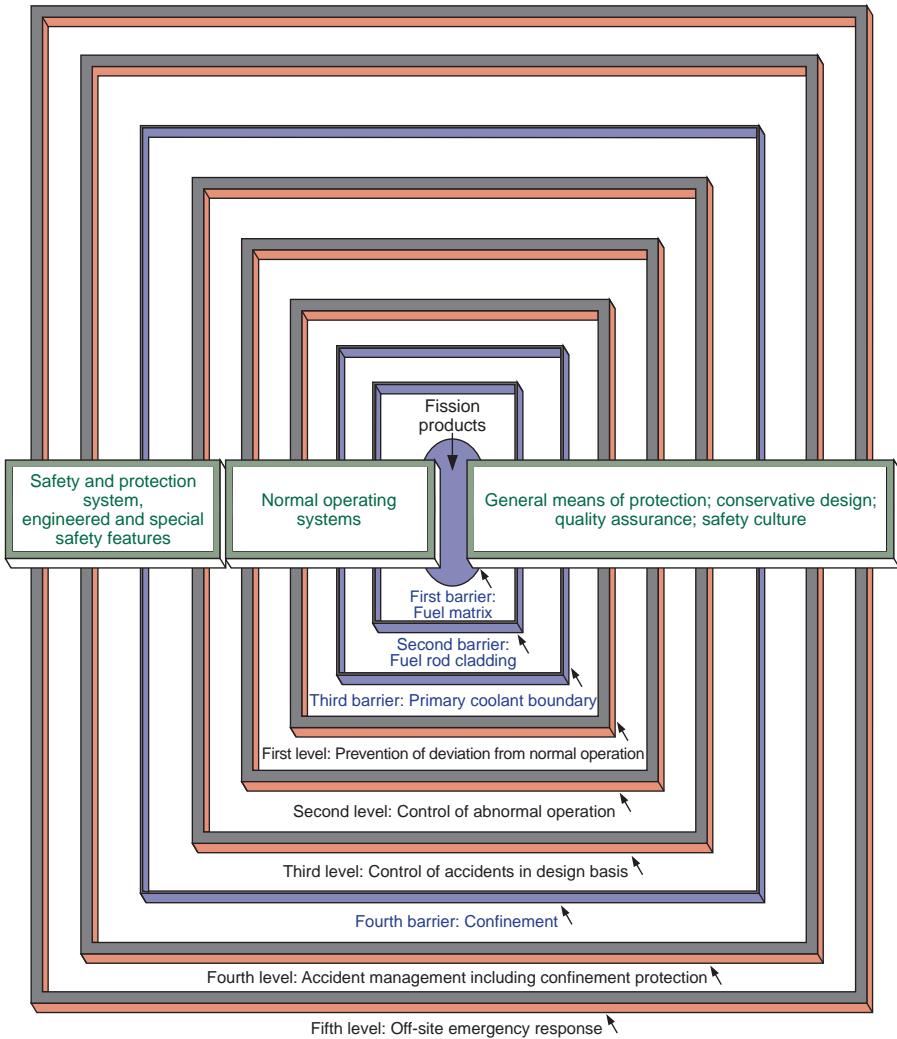 Fission
products
Safety and protection
system,
engineered and special
safety features
Normal operating
systems
General means of protection; conservative design;
quality assurance; safety culture
First barrier:
Fuel matrix
Second barrier:
Fuel rod cladding
Third barrier: Primary coolant boundary
First level: Prevention of deviation from normal operation
Second level: Control of abnormal operation
Third level: Control of accidents in design basis
Fourth barrier: Confinement
Fourth level: Accident management including confinement protection
Fifth level: Off-site emergency response